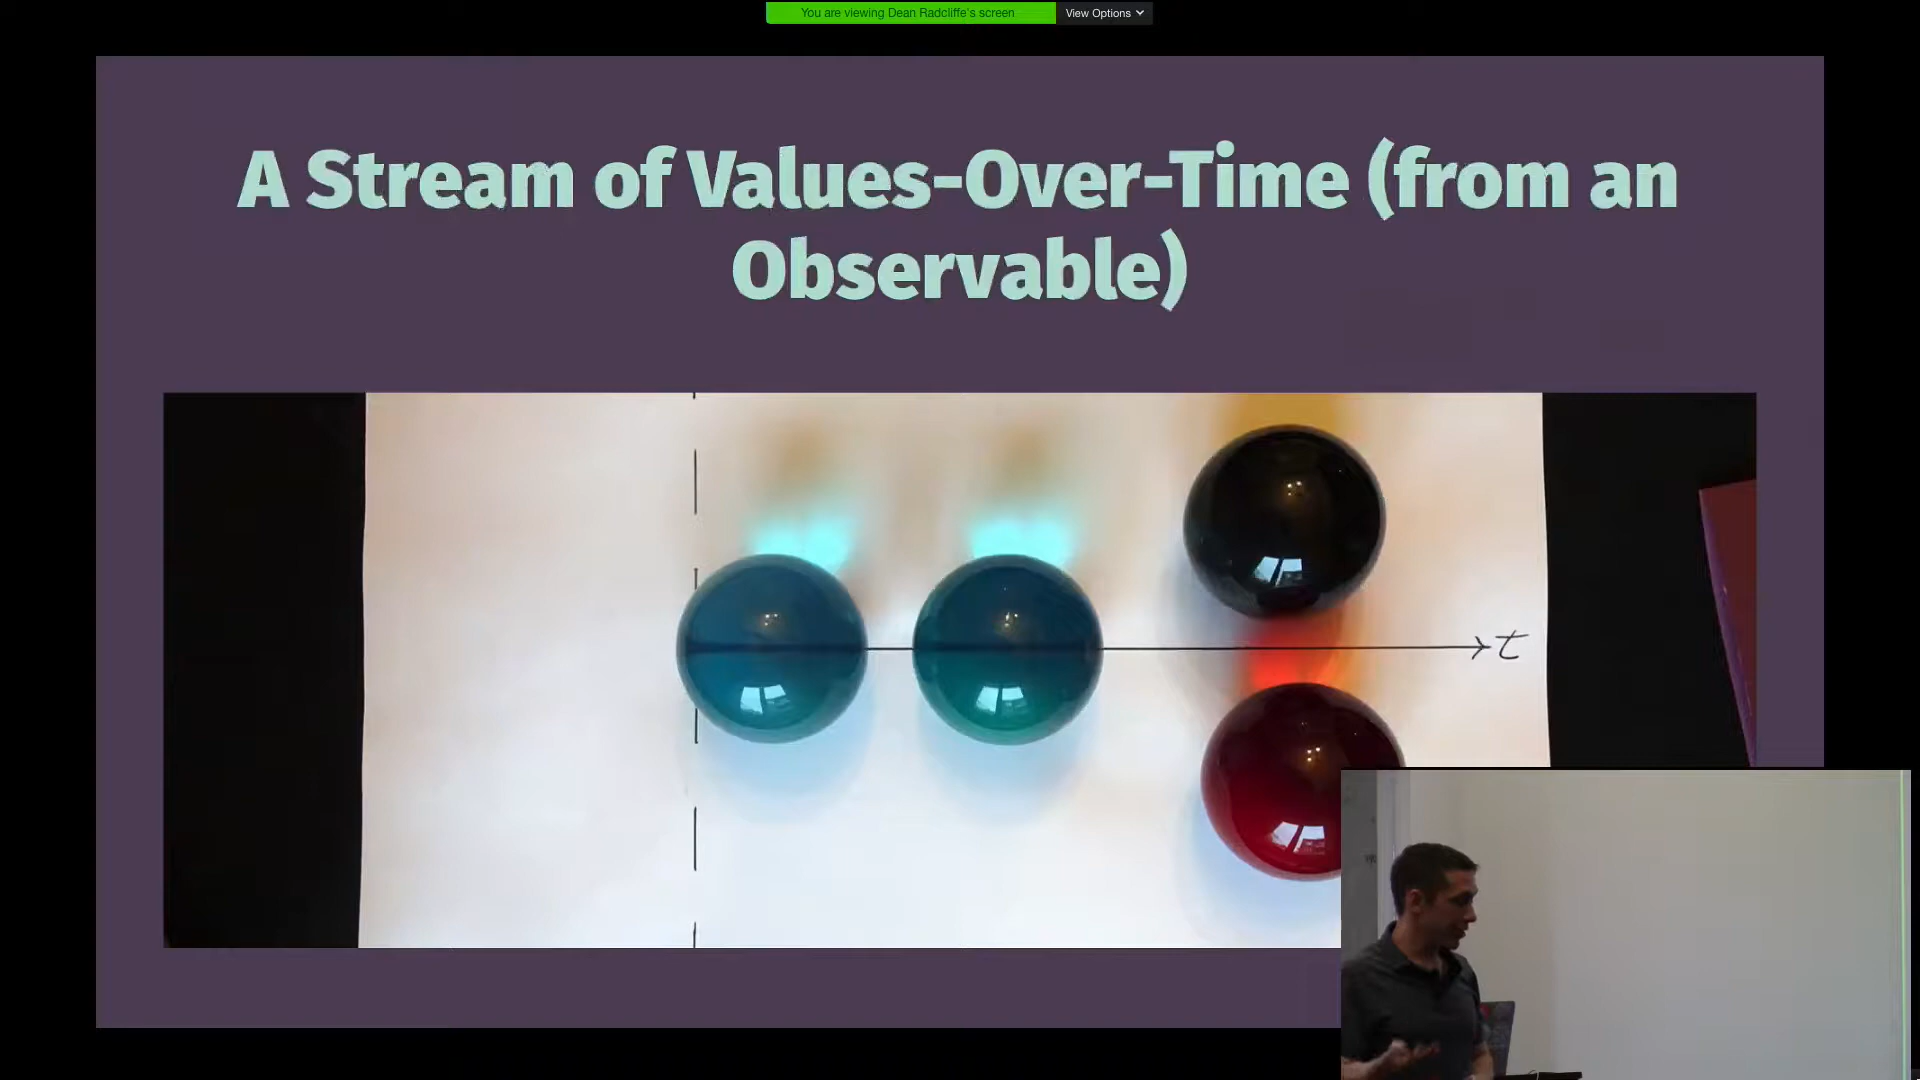 You are viewing Dean Radcliffe's screen
View Options
A Stream of Values-Over-Time (from an
Observable)
t